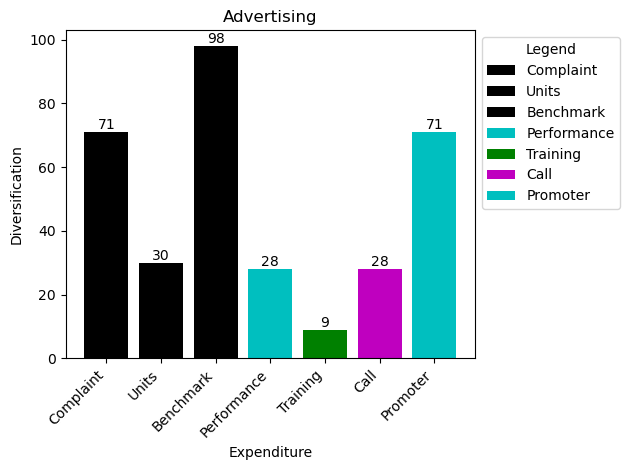 Advertising
Diversification
100
80
60
40
20
0
71
30
98
28
9
28
71
Complaint
Units
Benchmark
Performance
Training
Call
Promoter
Expenditure
Legend
Complaint
Units
Benchmark
Performance
Training
Call
Promoter